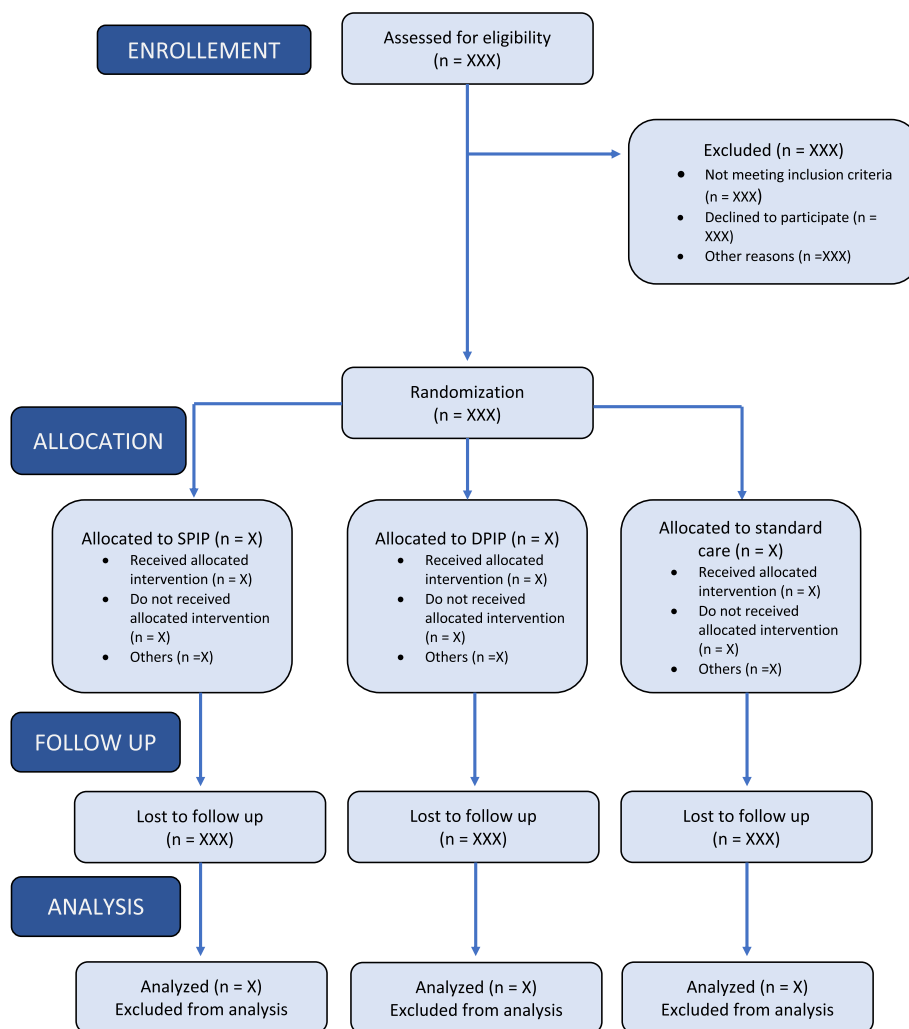 ENROLLEMENT
Assessed for eligibility
(n = XXX)
Excluded (n = XXX)
• Not meeting inclusion criteria
(n = XXX)
• Declined to participate (n =
XXX)
• Other reasons (n =XXX)
Randomization
(n = XXX)
ALLOCATION
Allocated to SPIP (n = X)
• Received allocated
intervention (n = X)
• Do not received
allocated intervention
(n = X)
• Others (n =X)
Allocated to DPIP (n = X)
• Received allocated
intervention (n = X)
• Do not received
allocated intervention
(n = X)
• Others (n =X)
Allocated to standard
care (n = X)
• Received allocated
intervention (n = X)
• Do not received
allocated intervention
(n = X)
• Others (n =X)
FOLLOW UP
Lost to follow up
(n = XXX)
Lost to follow up
(n = XXX)
Lost to follow up
(n = XXX)
ANALYSIS
Analyzed (n = X)
Excluded from analysis
Analyzed (n = X)
Excluded from analysis
Analyzed (n = X)
Excluded from analysis